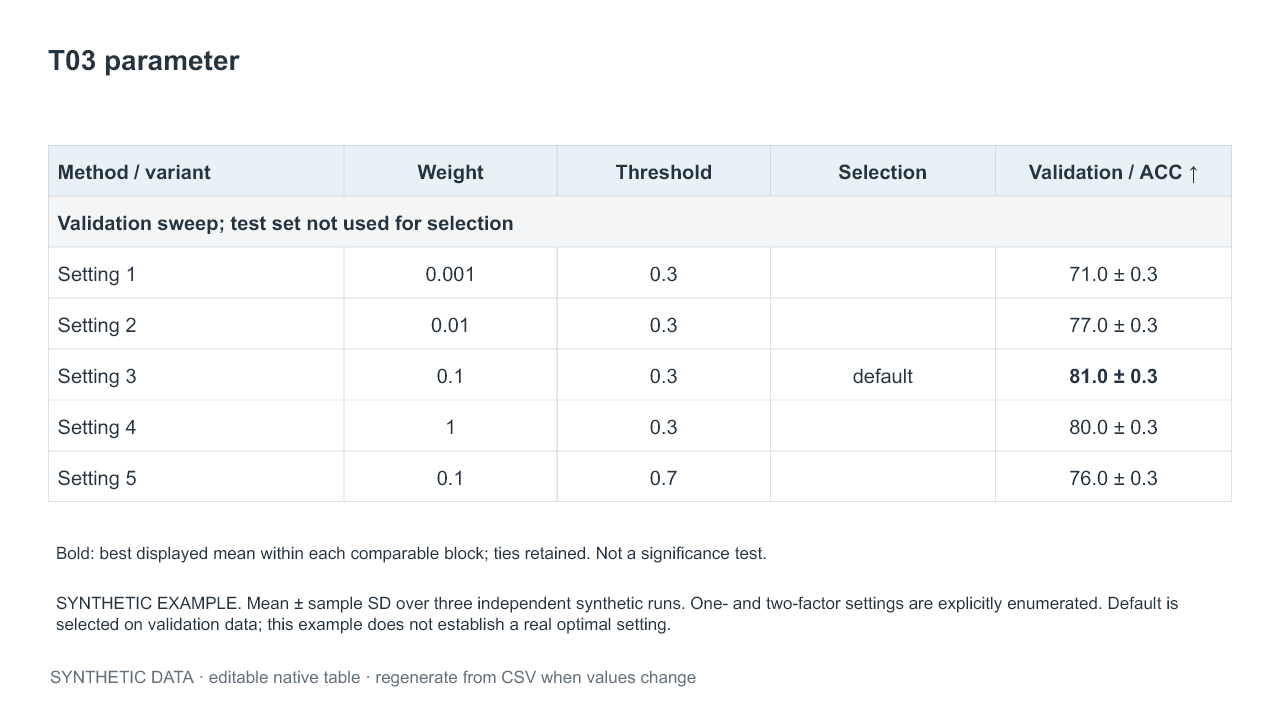 T03 parameter
Method / variant Weight Threshold Selection Validation / ACC ↑
Validation sweep; test set not used for selection
Setting 1 0.001 0.3 71.0 ± 0.3
Setting 2 0.01 0.3 77.0 ± 0.3
Setting 3 0.1 0.3 default 81.0 ± 0.3
Setting 4 1 0.3 80.0 ± 0.3
Setting 5 0.1 0.7 76.0 ± 0.3
Bold: best displayed mean within each comparable block; ties retained. Not a significance test.
SYNTHETIC EXAMPLE. Mean ± sample SD over three independent synthetic runs. One- and two-factor settings are explicitly enumerated. Default is
selected on validation data; this example does not establish a real optimal setting.
SYNTHETIC DATA · editable native table · regenerate from CSV when values change